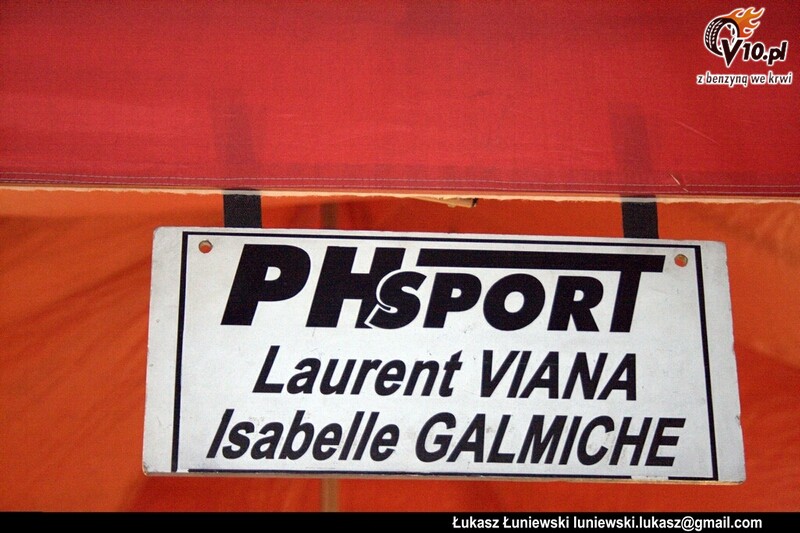 V10.pl
z benzyną we krwi
PHSPORT
Laurent VIANA
Isabelle GALMICHE
Łukasz Łuniewski luniewski.lukasz@gmail.com